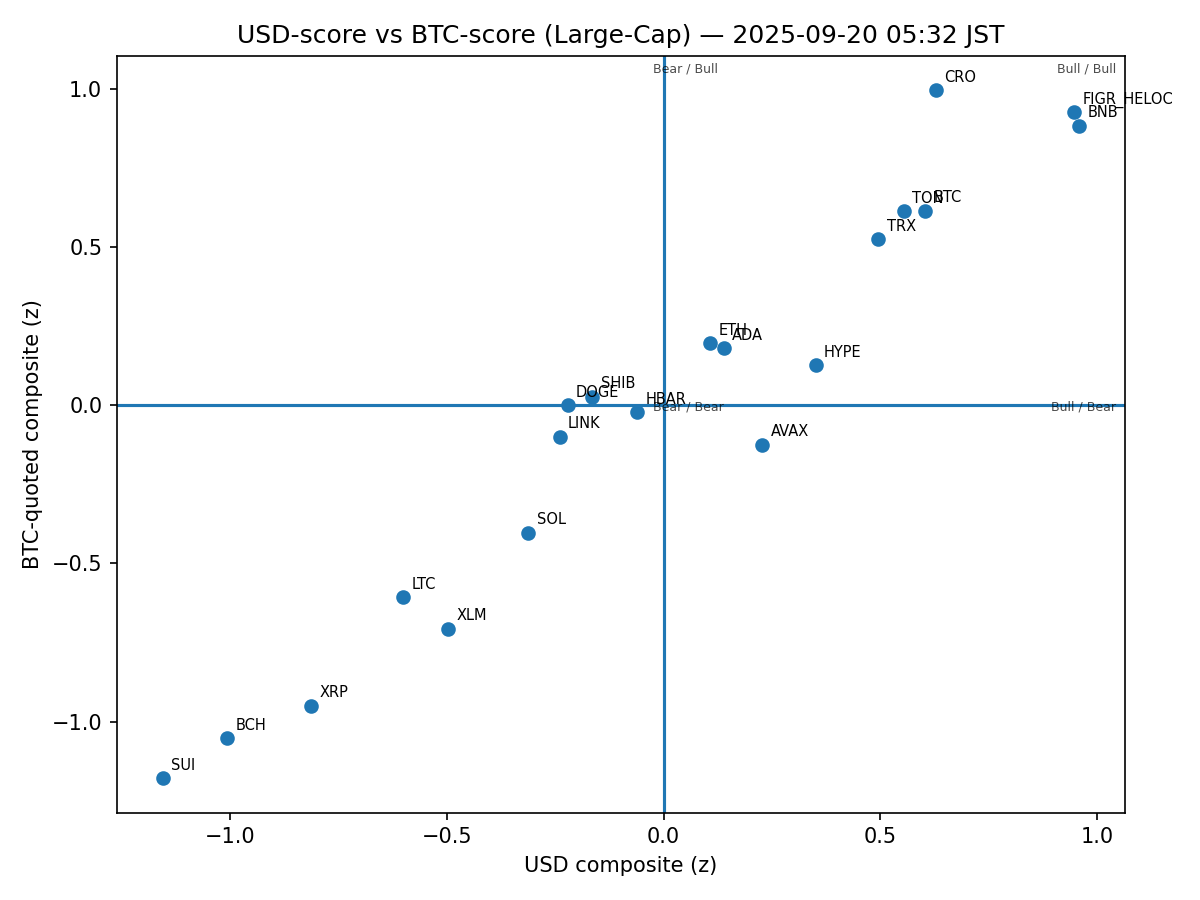 USD-score vs BTC-score (Large-Cap) — 2025-09-20 05:32 JST
Bear / Bull
Bull / Bull
CRO
FIGR_HELOC
BNB
TON
BTC
TRX
ETH
ADA
HYPE
SHIB
DOGE
HBAR
Bear / Bear
Bull / Bear
LINK
AVAX
SOL
LTC
XLM
XRP
BCH
SUI
1.0
0.5
0.0
−0.5
−1.0
BTC-quoted composite (z)
−1.0
−0.5
0.0
0.5
1.0
USD composite (z)